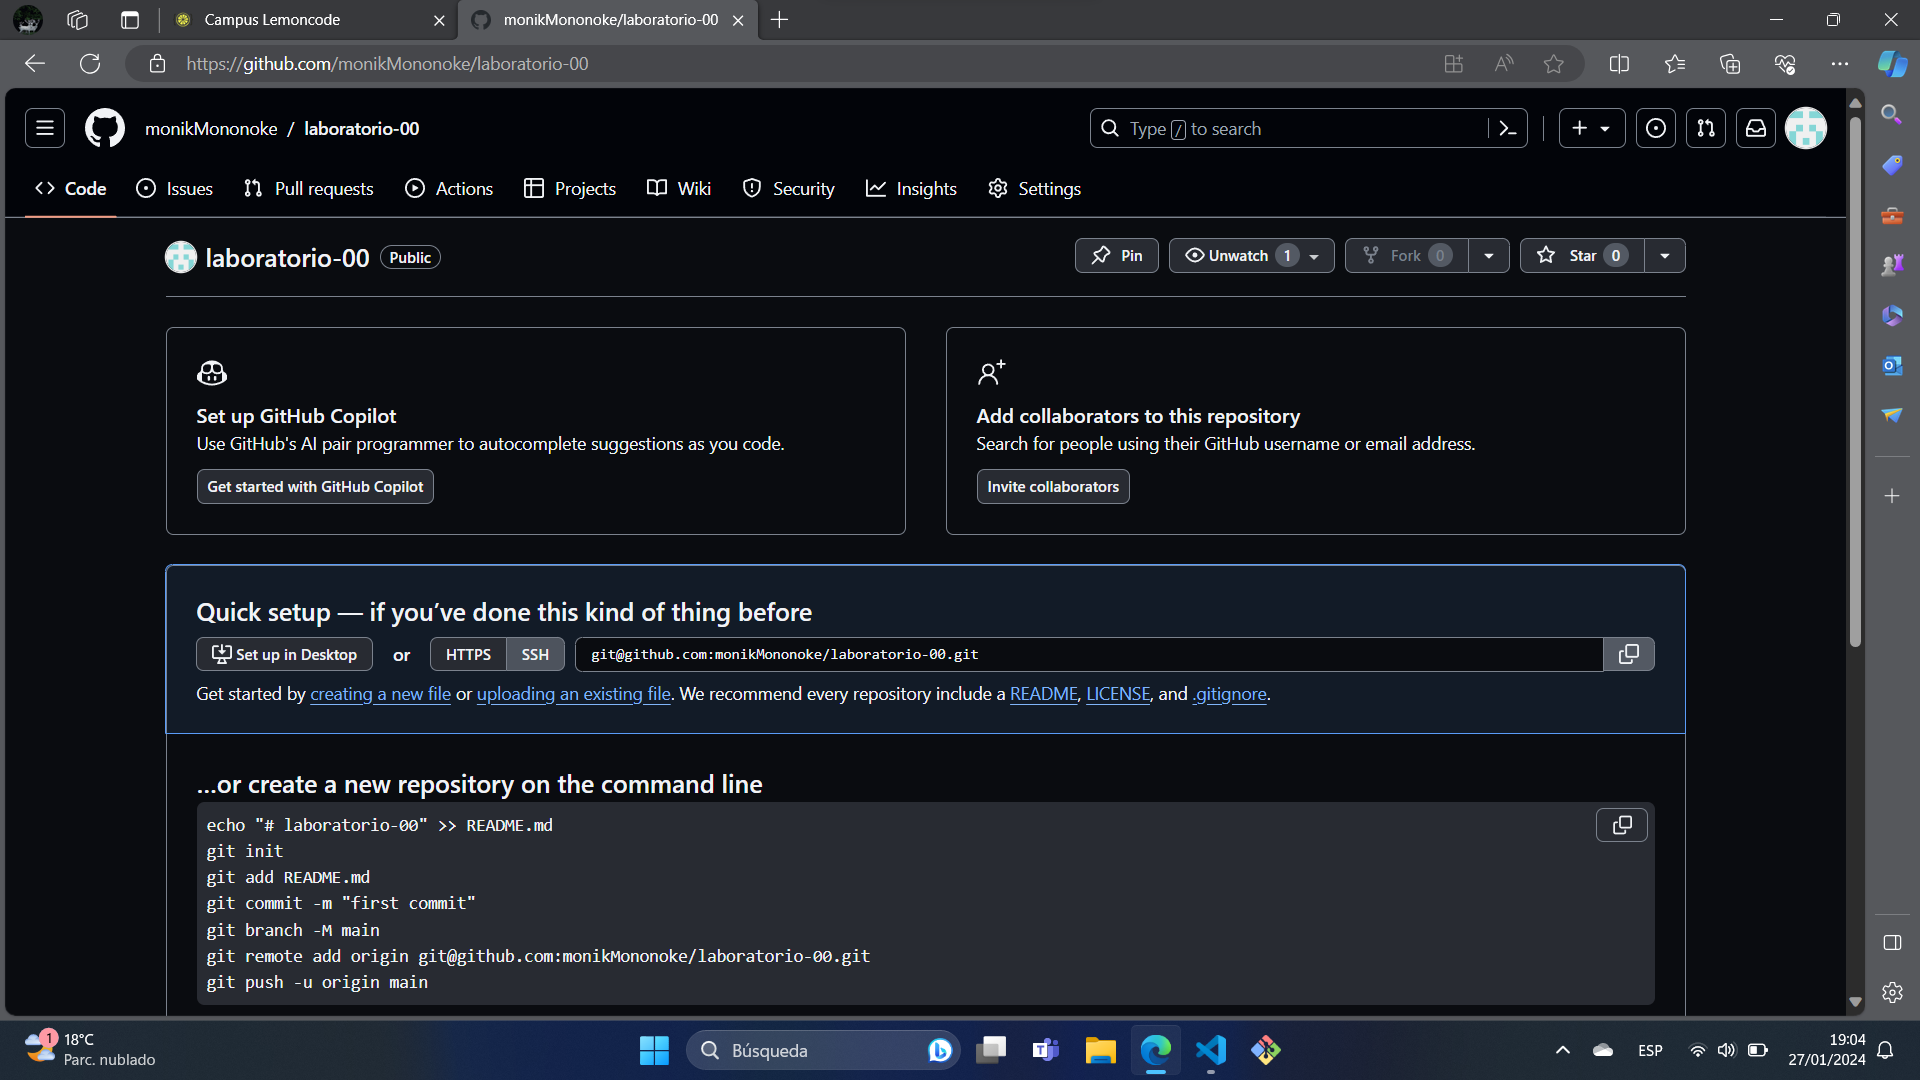 Campus Lemoncode
monikMononoke/laboratorio-00
https://github.com/monikMononoke/laboratorio-00
monikMononoke / laboratorio-00
Type / to search
Code
Issues
Pull requests
Actions
Projects
Wiki
Security
Insights
Settings
laboratorio-00
Public
Pin
Unwatch 1
Fork 0
Star 0
Set up GitHub Copilot
Use GitHub's AI pair programmer to autocomplete suggestions as you code.
Get started with GitHub Copilot
Add collaborators to this repository
Search for people using their GitHub username or email address.
Invite collaborators
Quick setup — if you’ve done this kind of thing before
Set up in Desktop
or
HTTPS
SSH
git@github.com:monikMononoke/laboratorio-00.git
Get started by creating a new file or uploading an existing file. We recommend every repository include a README, LICENSE, and .gitignore.
…or create a new repository on the command line
echo "# laboratorio-00" >> README.md
git init
git add README.md
git commit -m "first commit"
git branch -M main
git remote add origin git@github.com:monikMononoke/laboratorio-00.git
git push -u origin main
1
18°C
Parc. nublado
Búsqueda
ESP
19:04
27/01/2024